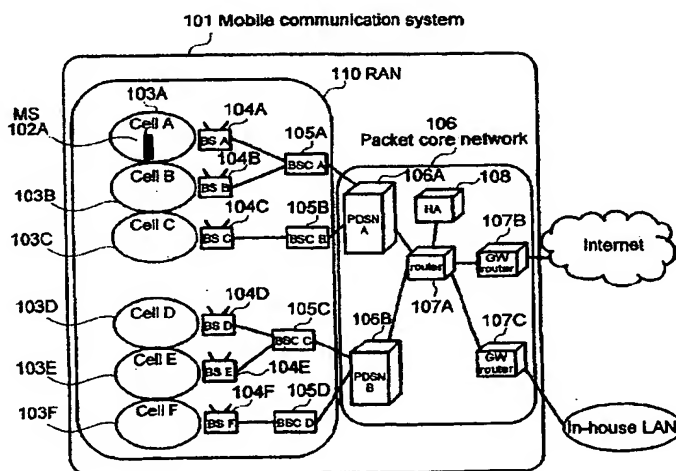 101 Mobile communication system
110 RAN
103A
MS
102A
Cell A
104A
BS A
105A
BSC A
106
Packet core network
106A
108
HA
104B
BS B
Cell B
103B
PDSN
A
107B
GW
router
Internet
104C
105B
Cell C
BS C
BSC B
103C
router
107A
104D
103D
Cell D
BS D
105C
BSC C
106B
107C
GW
router
103E
Cell E
BS E
104E
PDSN
B
104F
105D
103F
Cell F
BS F
BSC D
In-house LAN